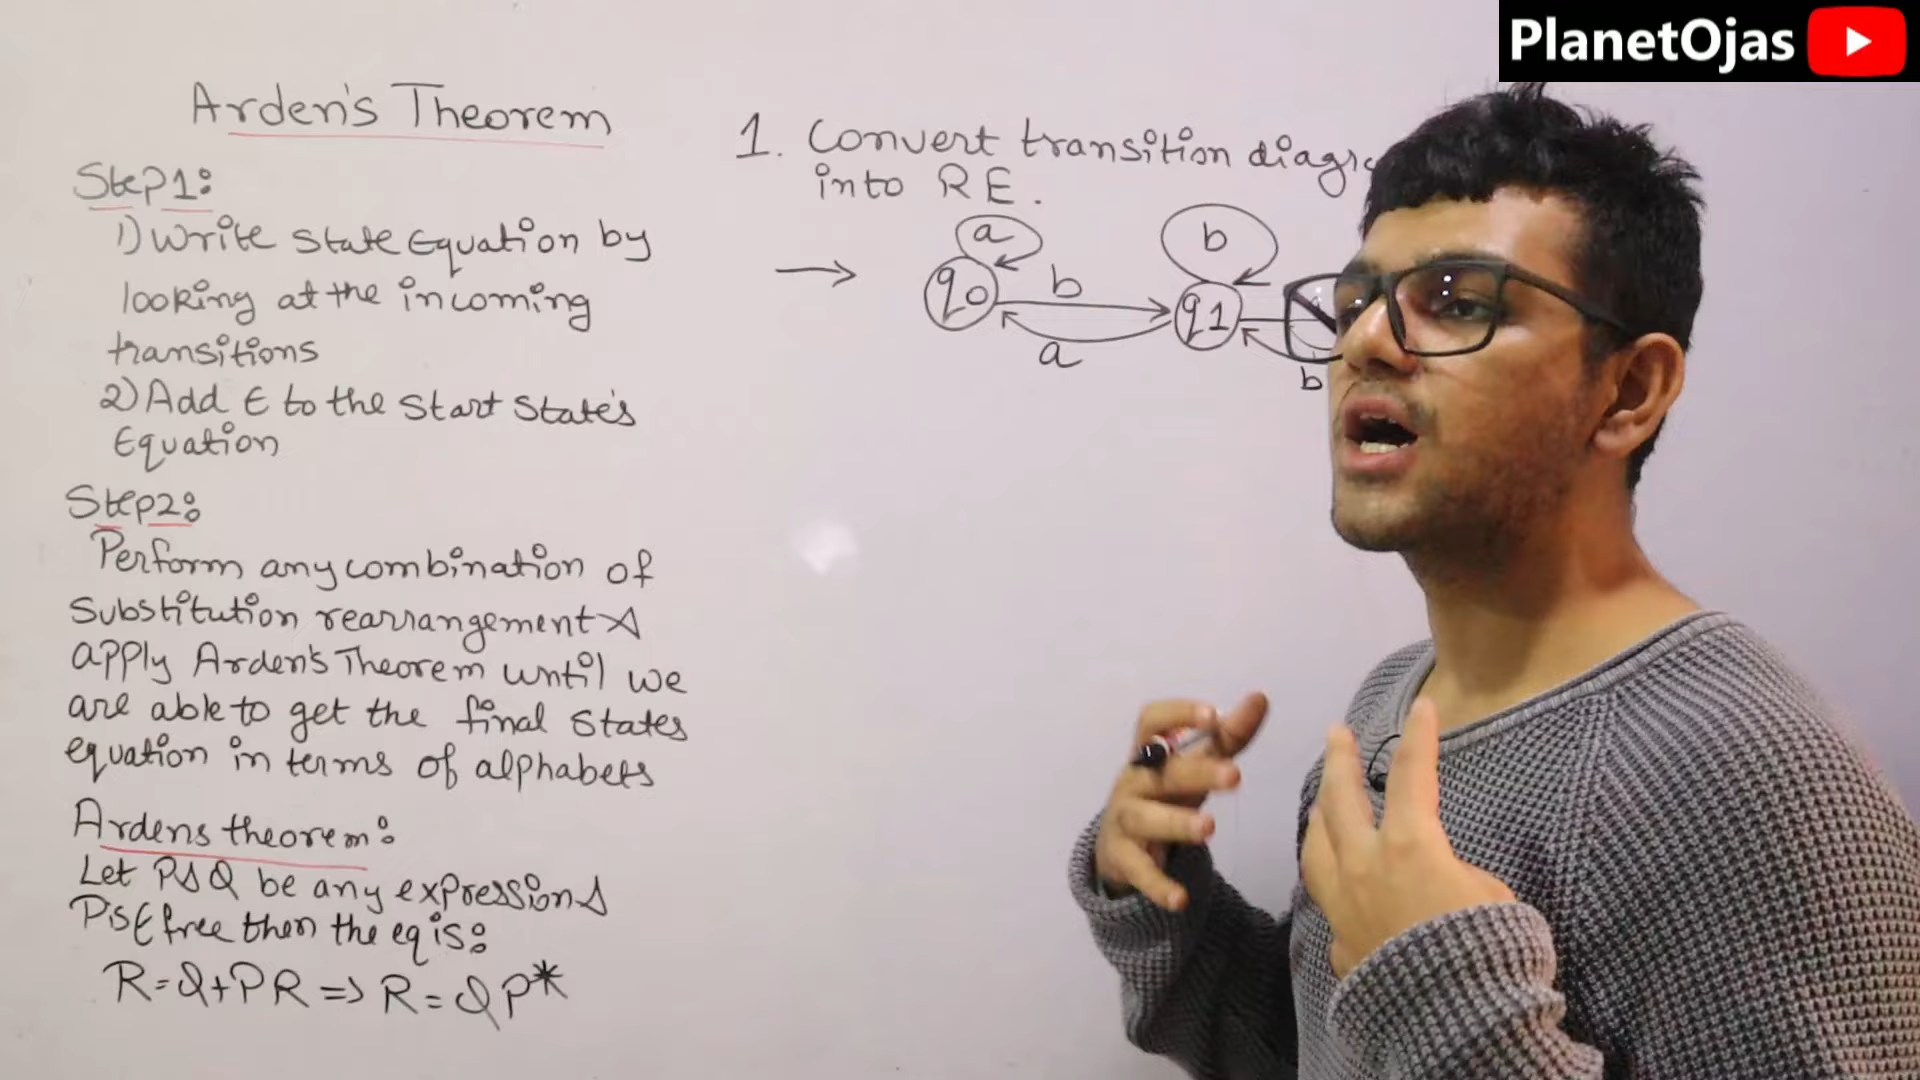 PlanetOjas
Arden's Theorem
Step1:
1) Write State Equation by
looking at the incoming
transitions
2) Add ε to the Start State's
Equation
Step2:
Perform any combination of
Substitution rearrangement &
apply Arden's Theorem until we
are able to get the final States
equation in terms of alphabets
Ardens theorem:
Let P & Q be any expression &
P is ε free then the eq is:
R = Q + PR => R = QP*
1. Convert transition
into RE.
a
b
q0
b
q1
a
b